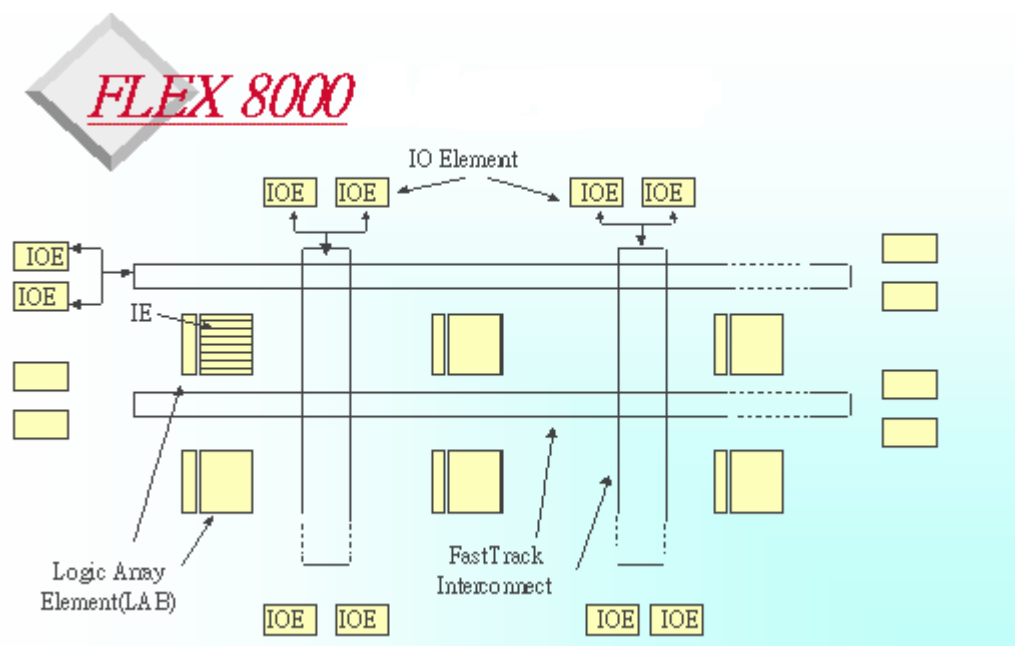 FLEX 8000
IO Element
IOE IOE IOE IOE
IOE
IOE
IE
FastTrack
Interconnect
Logic Array
Element(LAB)
IOE IOE IOE IOE